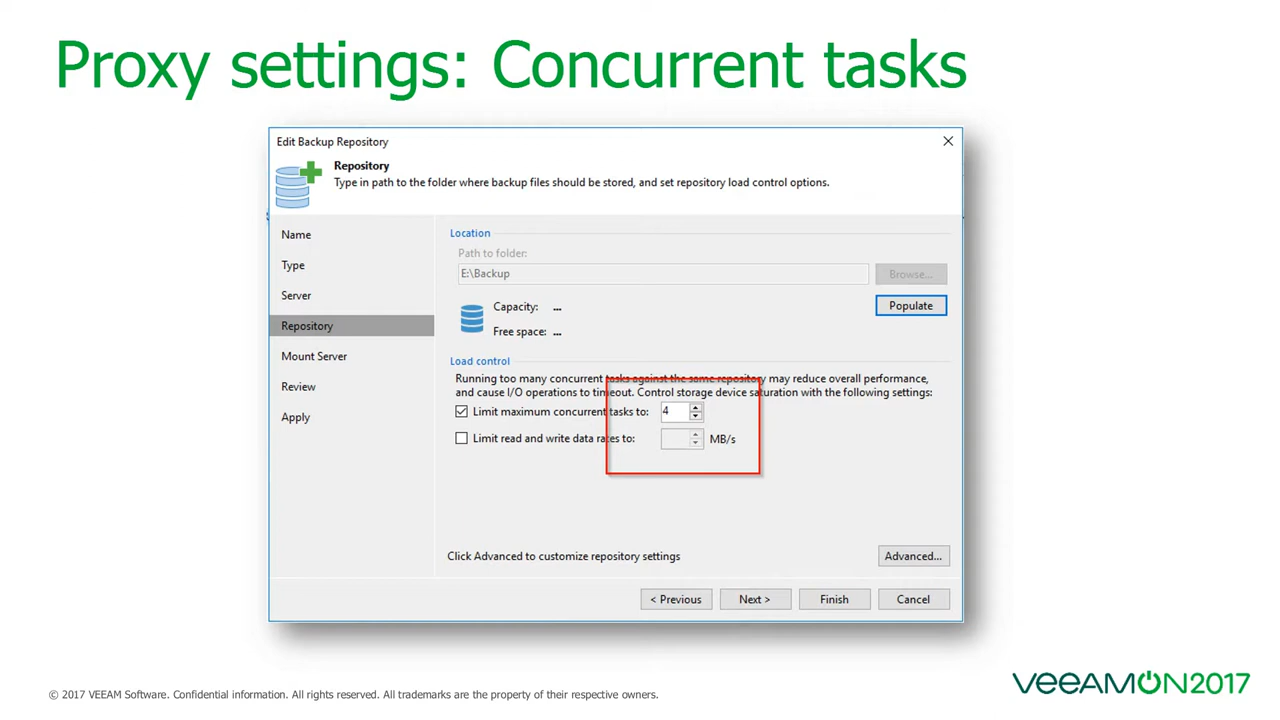 Proxy settings: Concurrent tasks
Edit Backup Repository
Repository
Type in path to the folder where backup files should be stored, and set repository load control options.
Name
Type
Server
Repository
Mount Server
Review
Apply
Location
Path to folder:
E:\Backup
Browse...
Capacity: ...
Populate
Free space: ...
Load control
Running too many concurrent tasks against the same repository may reduce overall performance,
and cause I/O operations to timeout. Control storage device saturation with the following settings:
Limit maximum concurrent tasks to: 4
Limit read and write data rates to: MB/s
Click Advanced to customize repository settings
Advanced...
< Previous
Next >
Finish
Cancel
© 2017 VEEAM Software. Confidential information. All rights reserved. All trademarks are the property of their respective owners.
VEEAMON2017